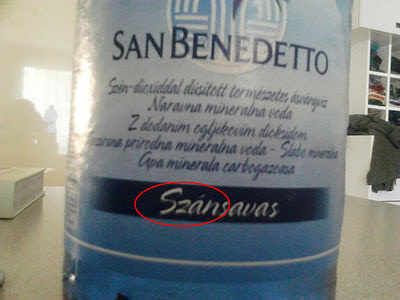 SAN BENEDETTO
Szén-dioxiddal dúsított természetes ásványvíz
Naravna mineralna voda
Z dodanim ogljikovim dioksidom
prirodna mineralna voda - Slabo mineralna
Apa minerala carbogazoasa
Szánsavas